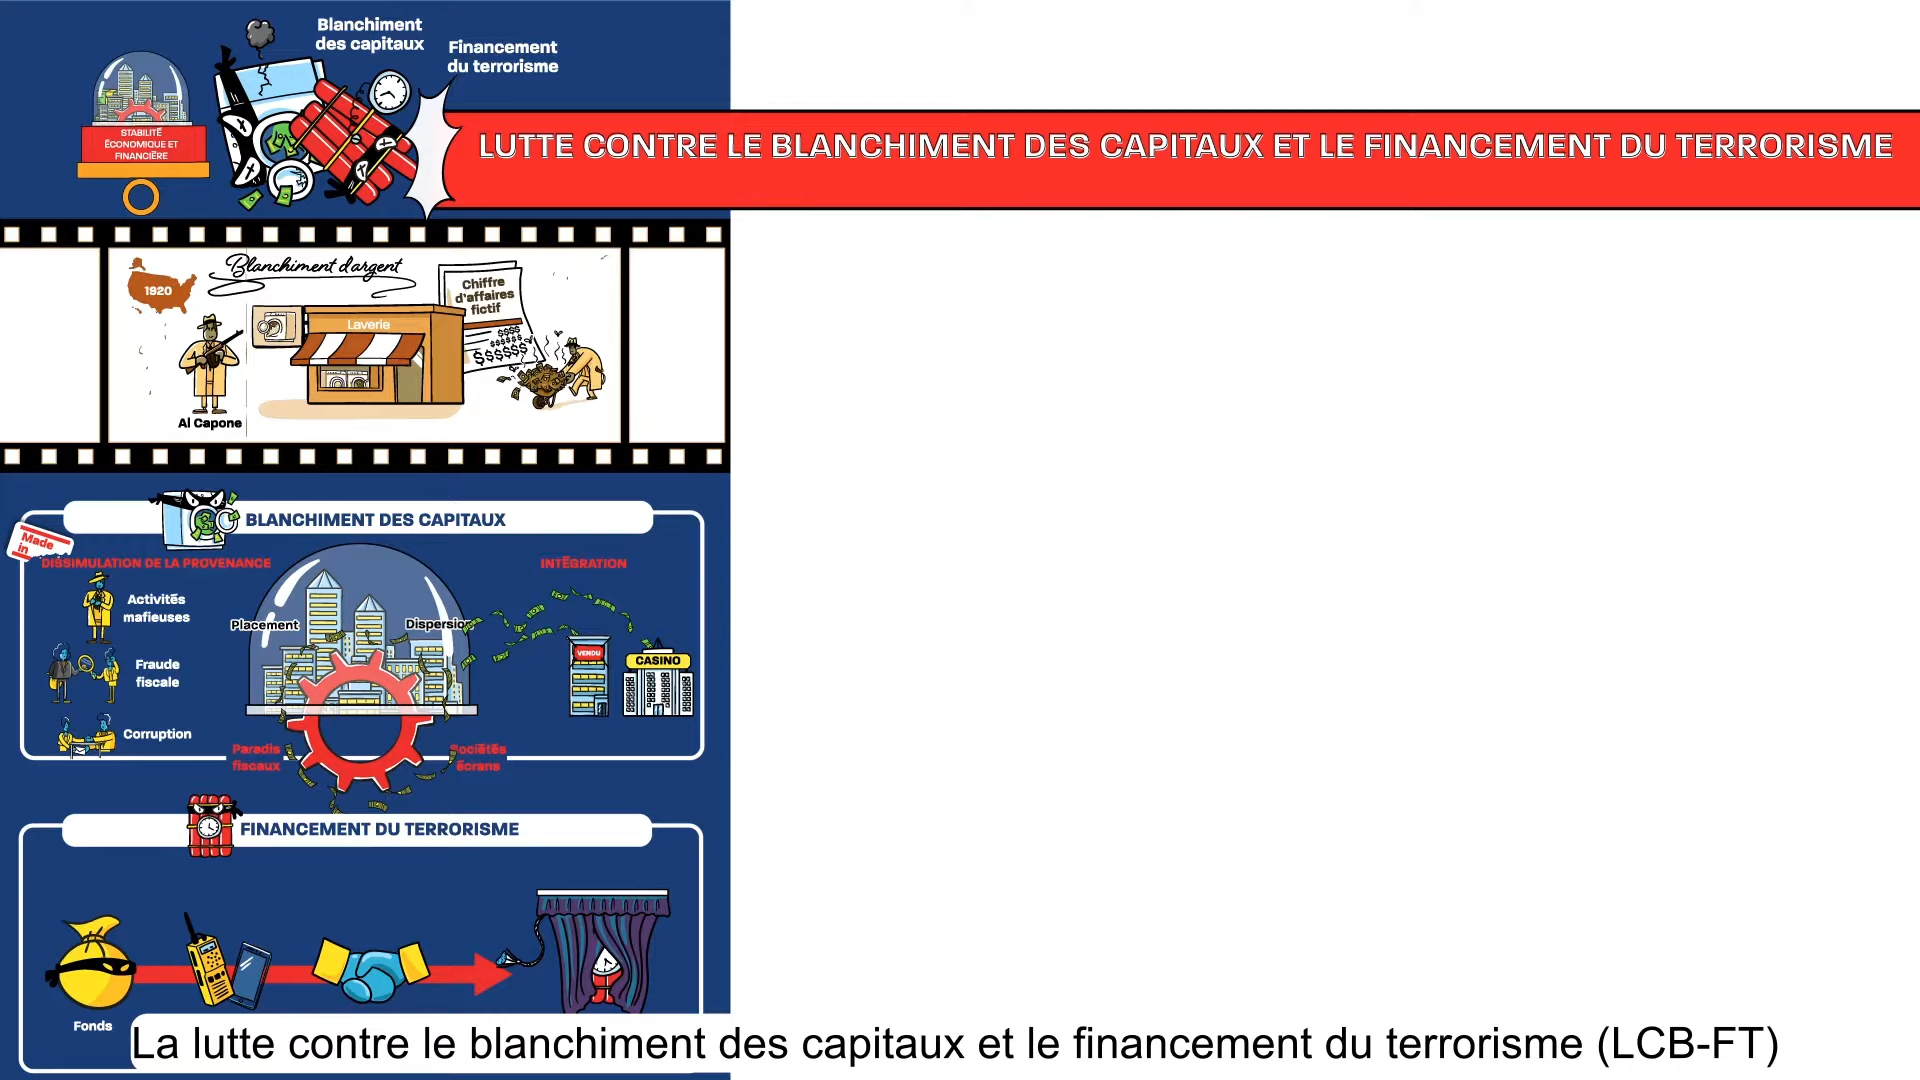 Blanchiment
des capitaux
Financement
du terrorisme
STABILITÉ
ÉCONOMIQUE ET
FINANCIÈRE
LUTTE CONTRE LE BLANCHIMENT DES CAPITAUX ET LE FINANCEMENT DU TERRORISME
Blanchiment d'argent
1920
Chiffre
d'affaires
fictif
$$$$
$$$$$$
$$$$$$
Laverie
Al Capone
BLANCHIMENT DES CAPITAUX
Made
in
DISSIMULATION DE LA PROVENANCE
INTÉGRATION
Activités
mafieuses
Placement
Dispersion
Fraude
fiscale
VENDU
CASINO
Corruption
Paradis
fiscaux
Sociétés
écrans
FINANCEMENT DU TERRORISME
Fonds
La lutte contre le blanchiment des capitaux et le financement du terrorisme (LCB-FT)